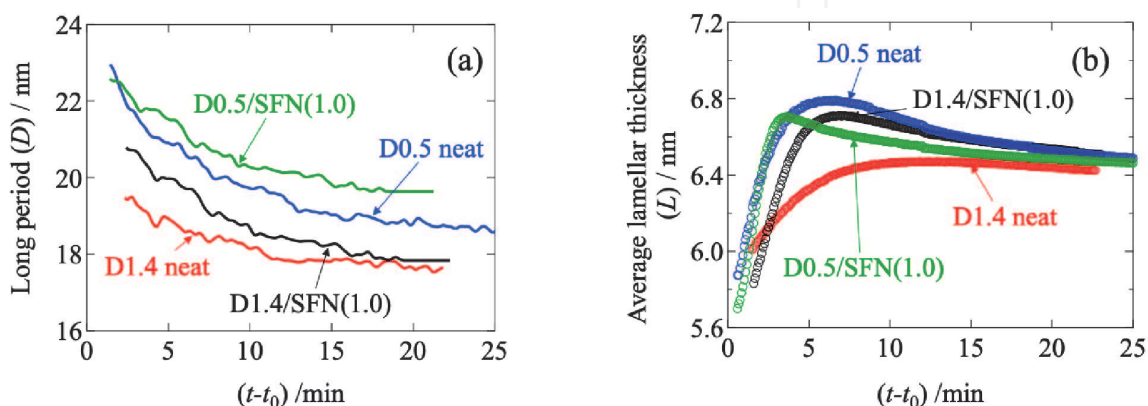 (a)
24
22
20
18
16
Long period (D) / nm
D0.5/SFN(1.0)
D0.5 neat
D1.4 neat
D1.4/SFN(1.0)
0 5 10 15 20 25
(t-t0) /min
(b)
7.2
6.8
6.4
6.0
5.6
Average lamellar thickness
(L) / nm
D0.5 neat
D1.4/SFN(1.0)
D1.4 neat
D0.5/SFN(1.0)
0 5 10 15 20 25
(t-t0) /min